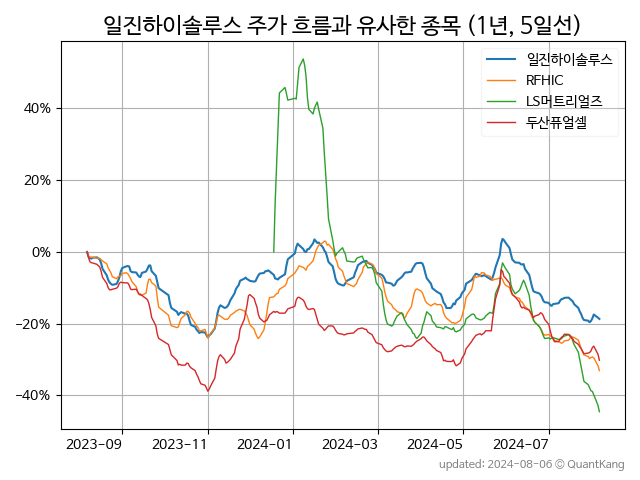 일진하이솔루스 주가 흐름과 유사한 종목 (1년, 5일선)
일진하이솔루스
RFHIC
LS머트리얼즈
두산퓨얼셀
40%
20%
0%
−20%
−40%
2023-09 2023-11 2024-01 2024-03 2024-05 2024-07
updated: 2024-08-06 © QuantKang